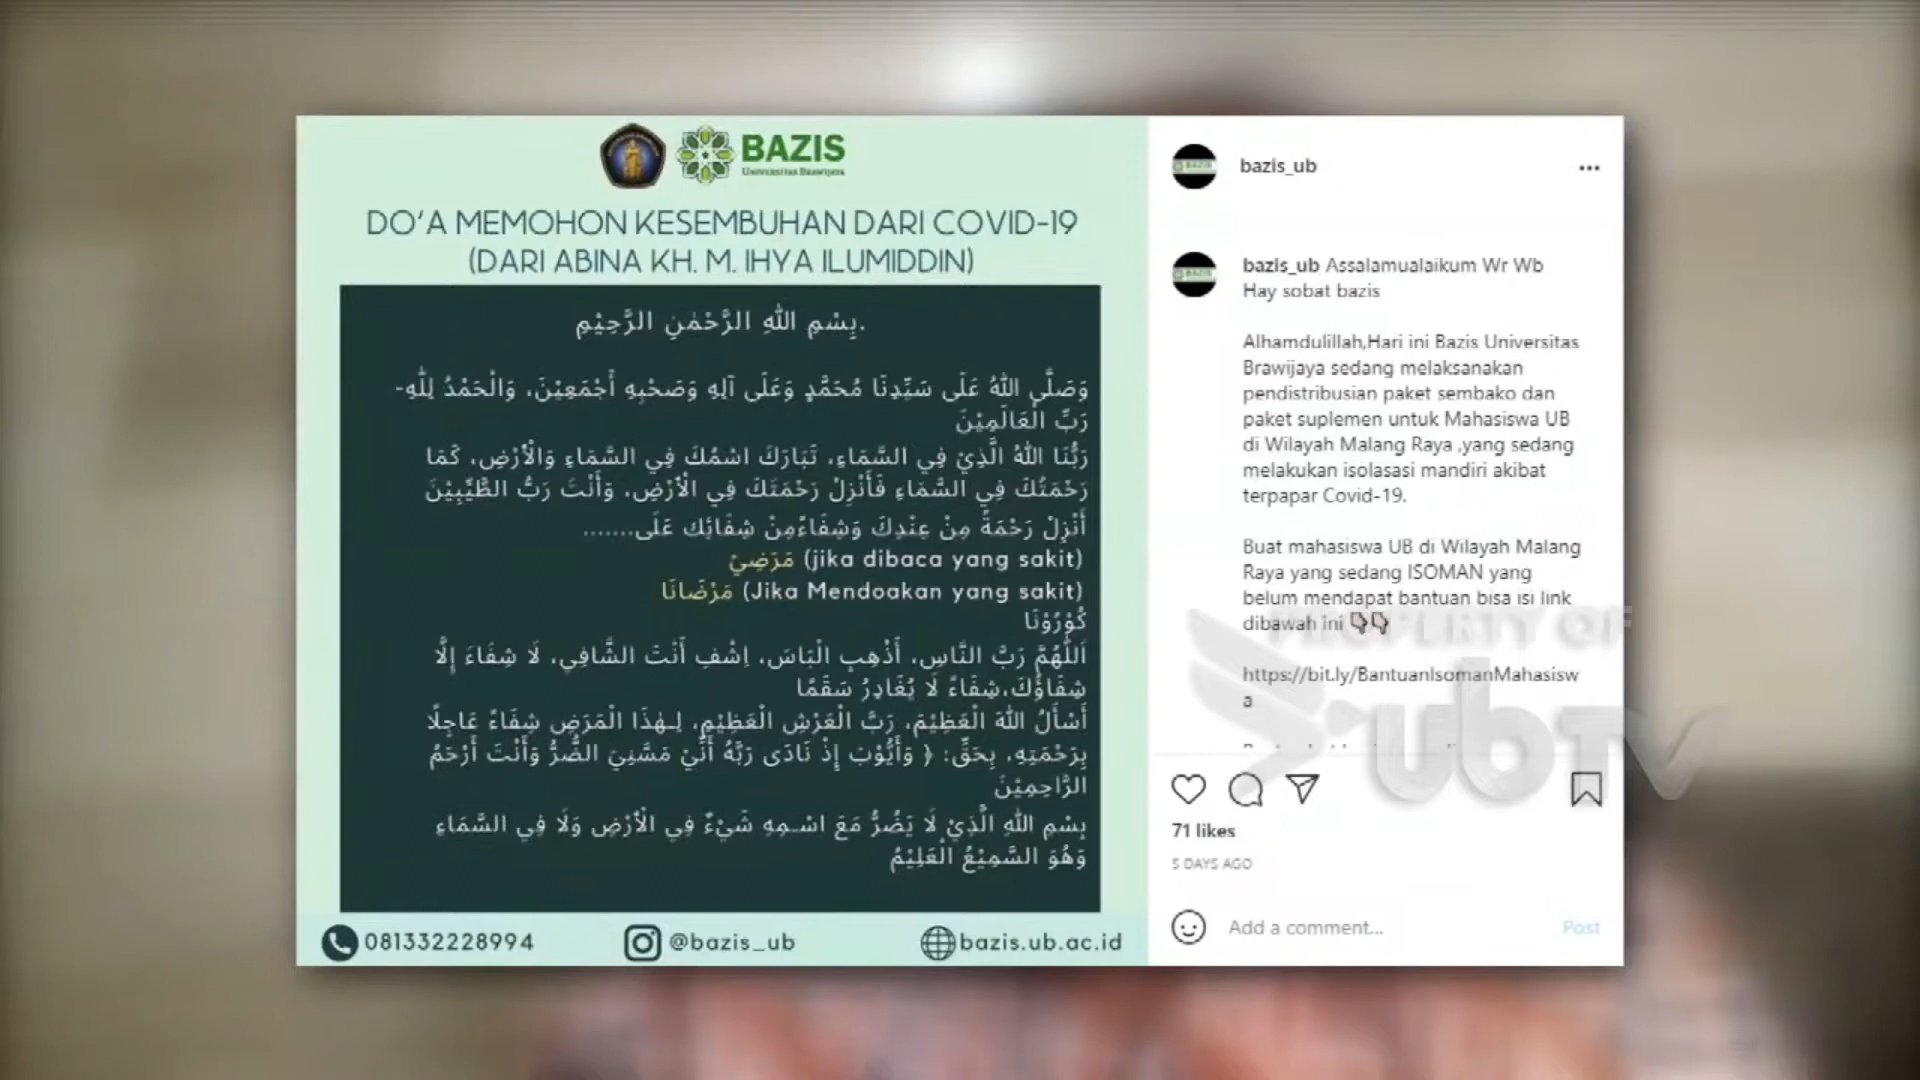 BAZIS
Universitas Brawijaya
DO'A MEMOHON KESEMBUHAN DARI COVID-19
(DARI ABINA KH. M. IHYA ILUMIDDIN)
بِسْمِ اللهِ الرَّحْمٰنِ الرَّحِيْمِ.
وَصَلَّى اللهُ عَلَى سَيِّدِنَا مُحَمَّدٍ وَعَلَى آلِهِ وَصَحْبِهِ أَجْمَعِيْنَ، وَالْحَمْدُ لِلّٰهِ-
رَبِّ الْعَالَمِيْنَ
رَبُّنَا اللهُ الَّذِيْ فِي السَّمَاءِ، تَبَارَكَ اسْمُكَ فِي السَّمَاءِ وَالْأَرْضِ، كَمَا
رَحْمَتُكَ فِي السَّمَاءِ فَأَنْزِلْ رَحْمَتَكَ فِي الْأَرْضِ، وَأَنْتَ رَبُّ الطَّيِّبِيْنَ
أَنْزِلْ رَحْمَةً مِنْ عِنْدِكَ وَشِفَاءًمِنْ شِفَائِك عَلَى.......
مَرَضِيْ (jika dibaca yang sakit)
مَرْضَانَا (Jika Mendoakan yang sakit)
كُوْرُوْنَا
اَللّٰهُمَّ رَبَّ النَّاسِ، أَذْهِبِ الْبَاسَ، اِشْفِ أَنْتَ الشَّافِي، لَا شِفَاءَ إِلَّا
شِفَاؤُكَ،شِفَاءً لَا يُغَادِرُ سَقَمًا
أَسْأَلُ اللهَ الْعَظِيْمَ، رَبَّ الْعَرْشِ الْعَظِيْمِ، لِـهٰذَا الْمَرَضِ شِفَاءً عَاجِلًا
بِرَحْمَتِهِ، بِحَقِّ: ﴿ وَأَيُّوْبَ إِذْ نَادَى رَبَّهُ أَنِّيْ مَسَّنِيَ الضُّرُّ وَأَنْتَ أَرْحَمُ
الرَّاحِمِيْنَ
بِسْمِ اللهِ الَّذِيْ لَا يَضُرُّ مَعَ اسْـمِهِ شَيْءٌ فِي الْأَرْضِ وَلَا فِي السَّمَاءِ
وَهُوَ السَّمِيْعُ الْعَلِيْمُ
081332228994
@bazis_ub
bazis.ub.ac.id
bazis_ub
bazis_ub Assalamualaikum Wr Wb
Hay sobat bazis
Alhamdulillah,Hari ini Bazis Universitas
Brawijaya sedang melaksanakan
pendistribusian paket sembako dan
paket suplemen untuk Mahasiswa UB
di Wilayah Malang Raya ,yang sedang
melakukan isolasasi mandiri akibat
terpapar Covid-19.
Buat mahasiswa UB di Wilayah Malang
Raya yang sedang ISOMAN yang
belum mendapat bantuan bisa isi link
dibawah ini 👇👇
https://bit.ly/BantuanIsomanMahasisw
a
71 likes
5 DAYS AGO
Add a comment...
Post
PROPERTY OF
ubTV